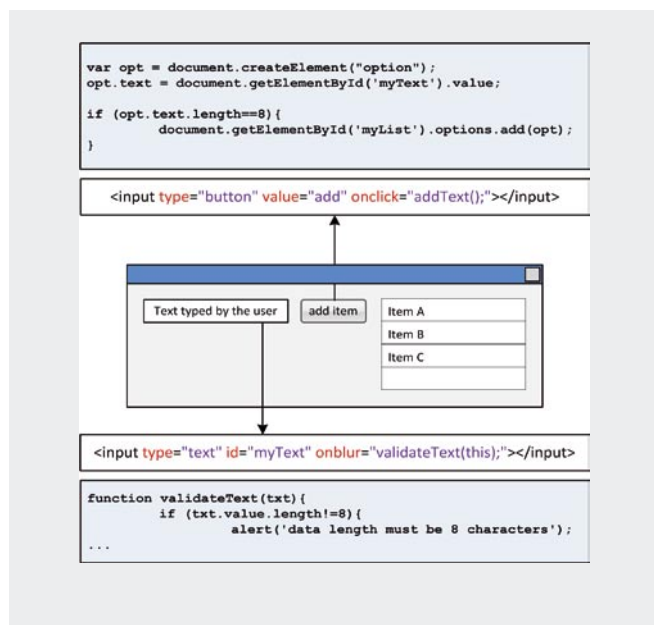 var opt = document.createElement("option");
opt.text = document.getElementById('myText').value;
if (opt.text.length==8){
document.getElementById('myList').options.add(opt);
}
<input type="button" value="add" onclick="addText();"></input>
Text typed by the user
add item
Item A
Item B
Item C
<input type="text" id="myText" onblur="validateText(this);"></input>
function validateText(txt){
if (txt.value.length!=8){
alert('data length must be 8 characters');
...